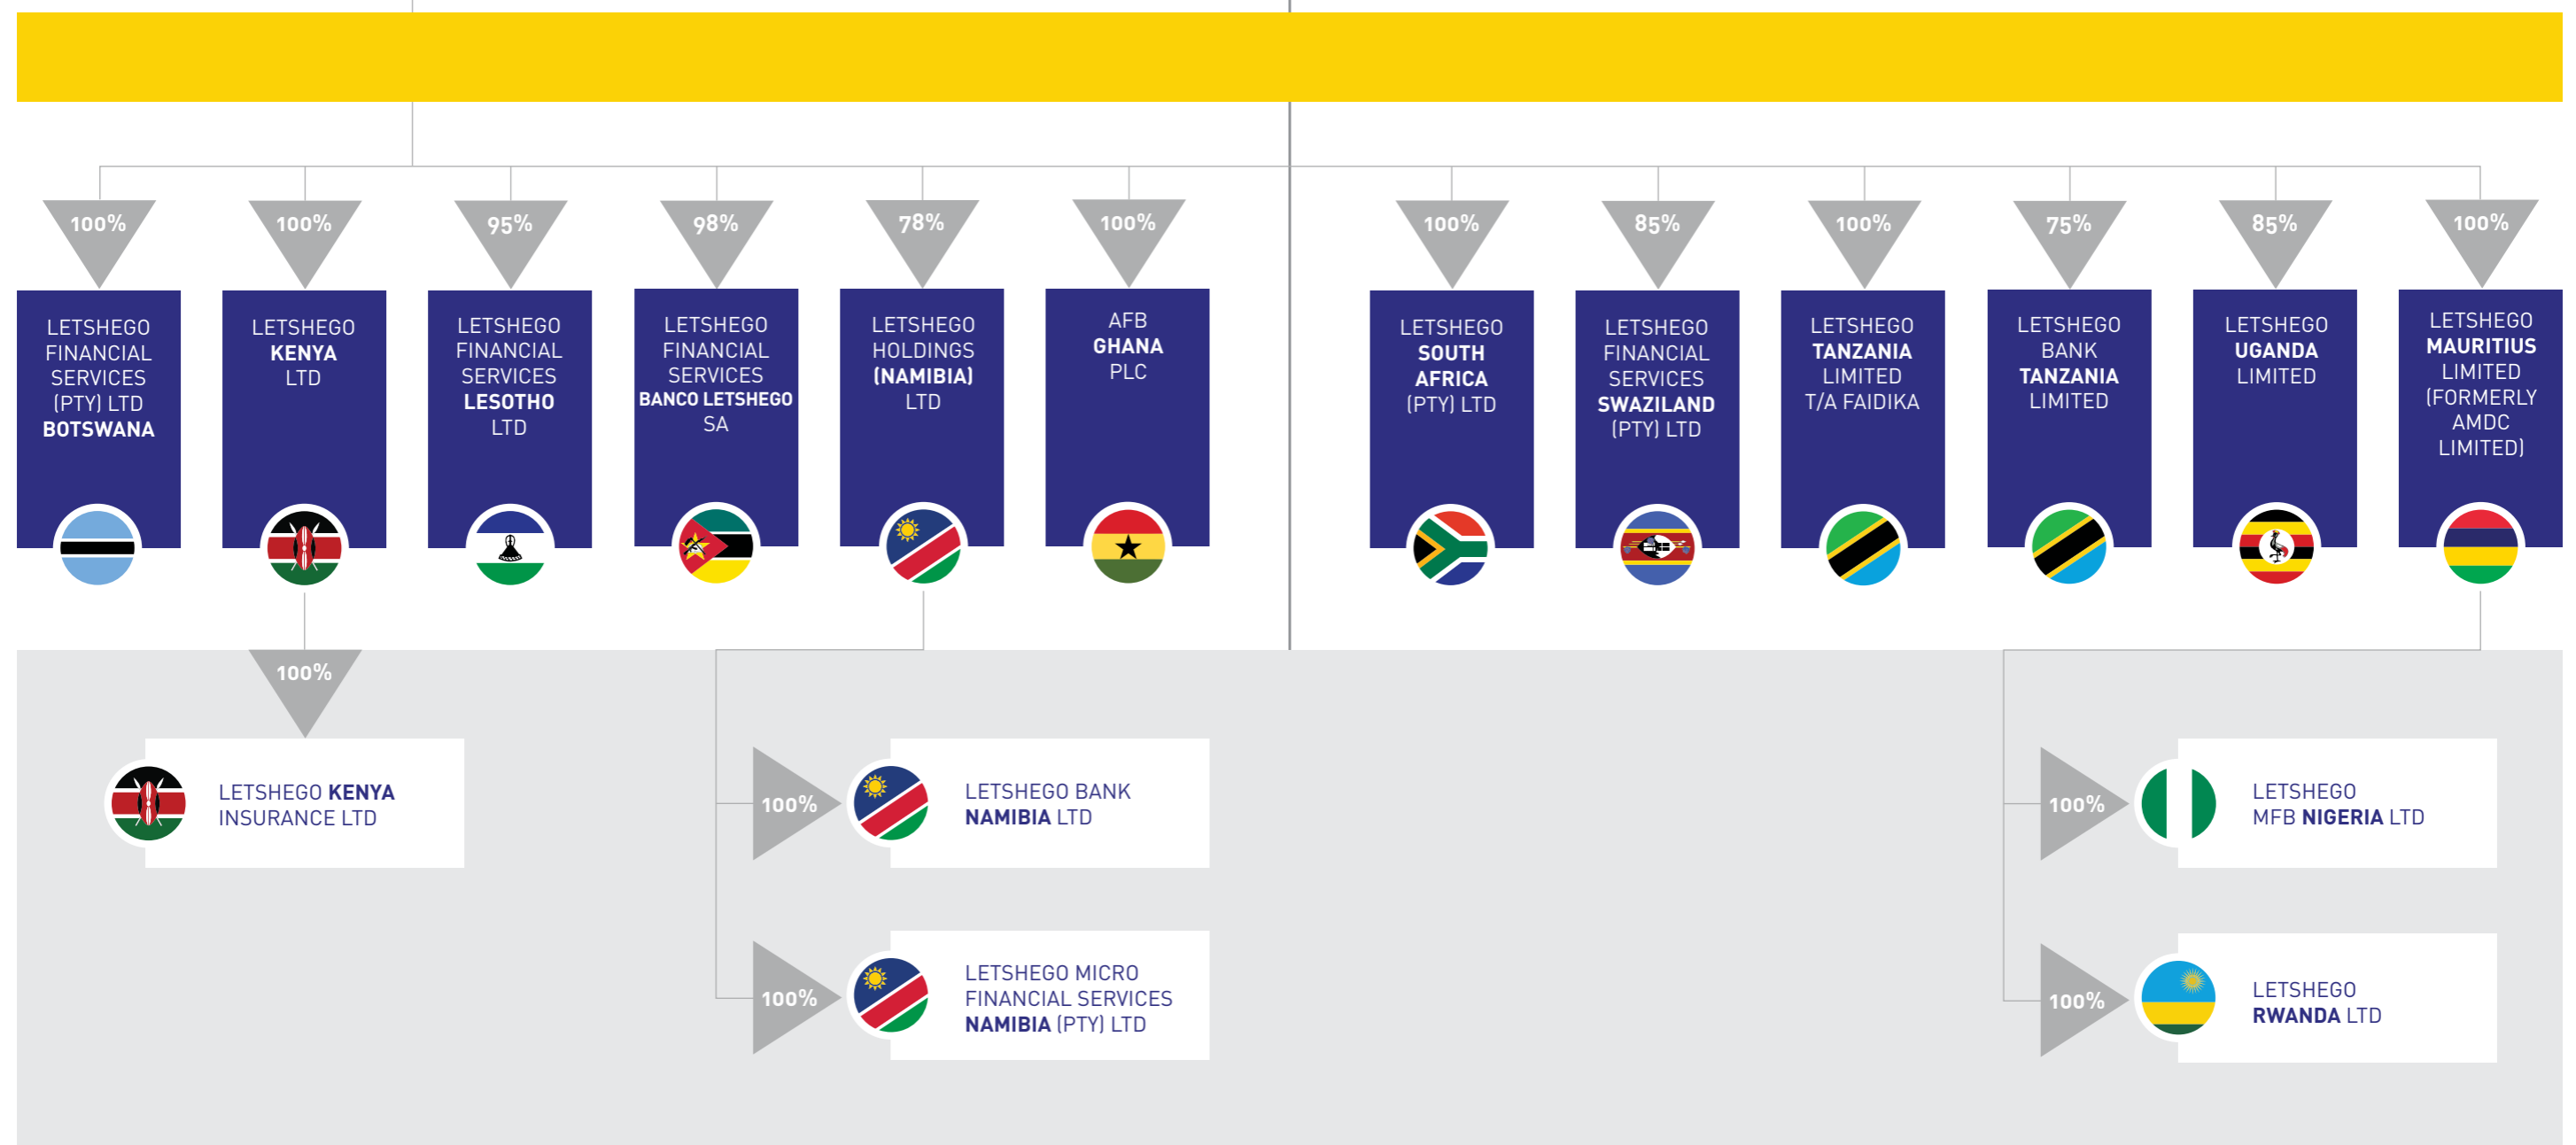 100%
100%
95%
98%
78%
100%
100%
85%
100%
75%
85%
100%
LETSHEGO
FINANCIAL
SERVICES
(PTY) LTD
BOTSWANA
LETSHEGO
KENYA
LTD
LETSHEGO
FINANCIAL
SERVICES
LESOTHO
LTD
LETSHEGO
FINANCIAL
SERVICES
BANCO LETSHEGO
SA
LETSHEGO
HOLDINGS
(NAMIBIA)
LTD
AFB
GHANA
PLC
LETSHEGO
SOUTH
AFRICA
(PTY) LTD
LETSHEGO
FINANCIAL
SERVICES
SWAZILAND
(PTY) LTD
LETSHEGO
TANZANIA
LIMITED
T/A FAIDIKA
LETSHEGO
BANK
TANZANIA
LIMITED
LETSHEGO
UGANDA
LIMITED
LETSHEGO
MAURITIUS
LIMITED
(FORMERLY
AMDC
LIMITED)
100%
LETSHEGO KENYA
INSURANCE LTD
100%
LETSHEGO BANK
NAMIBIA LTD
100%
LETSHEGO MICRO
FINANCIAL SERVICES
NAMIBIA (PTY) LTD
100%
LETSHEGO
MFB NIGERIA LTD
100%
LETSHEGO
RWANDA LTD